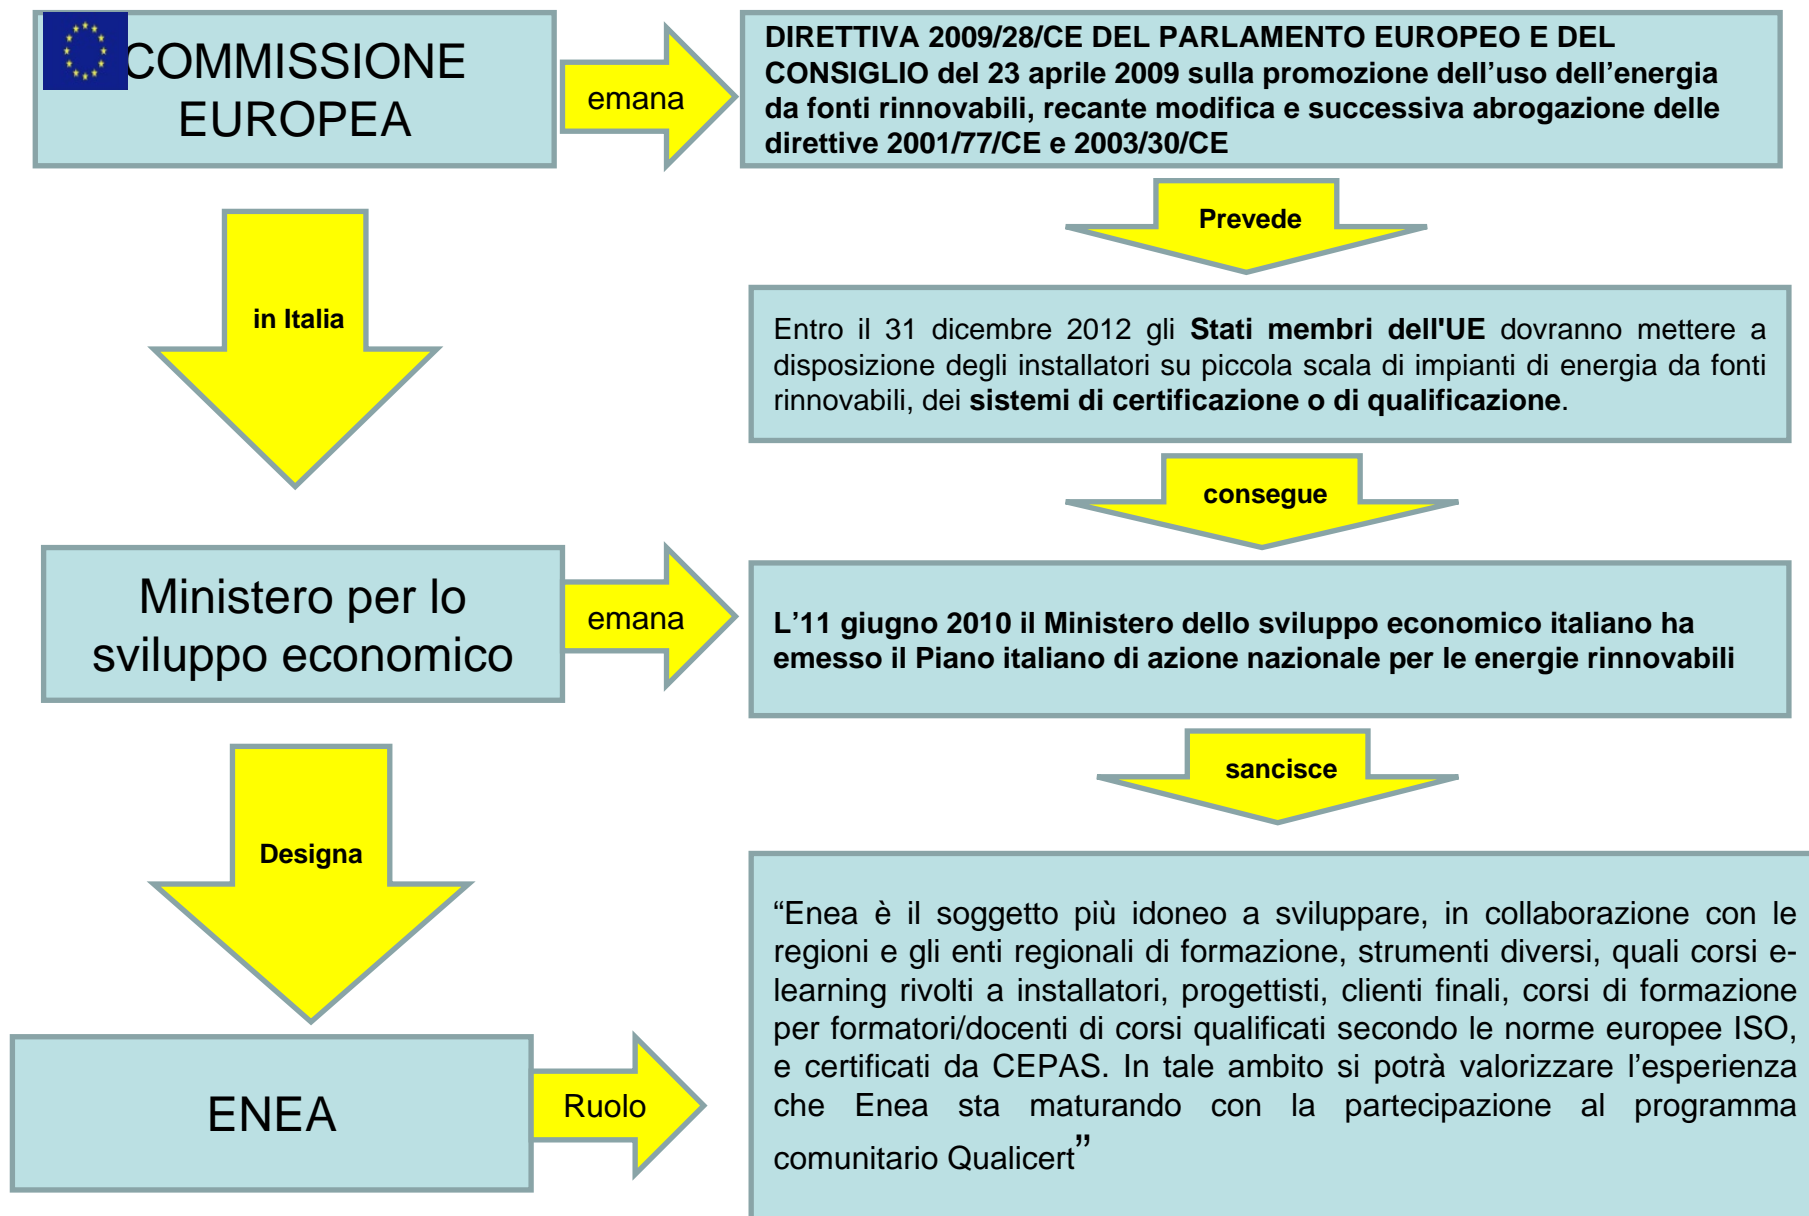 COMMISSIONE
EUROPEA
emana
DIRETTIVA 2009/28/CE DEL PARLAMENTO EUROPEO E DEL
CONSIGLIO del 23 aprile 2009 sulla promozione dell’uso dell’energia
da fonti rinnovabili, recante modifica e successiva abrogazione delle
direttive 2001/77/CE e 2003/30/CE
Prevede
in Italia
Entro il 31 dicembre 2012 gli Stati membri dell'UE dovranno mettere a
disposizione degli installatori su piccola scala di impianti di energia da fonti
rinnovabili, dei sistemi di certificazione o di qualificazione.
consegue
Ministero per lo
sviluppo economico
emana
L’11 giugno 2010 il Ministero dello sviluppo economico italiano ha
emesso il Piano italiano di azione nazionale per le energie rinnovabili
sancisce
Designa
“Enea è il soggetto più idoneo a sviluppare, in collaborazione con le
regioni e gli enti regionali di formazione, strumenti diversi, quali corsi e-
learning rivolti a installatori, progettisti, clienti finali, corsi di formazione
per formatori/docenti di corsi qualificati secondo le norme europee ISO,
e certificati da CEPAS. In tale ambito si potrà valorizzare l’esperienza
che Enea sta maturando con la partecipazione al programma
comunitario Qualicert”
ENEA
Ruolo